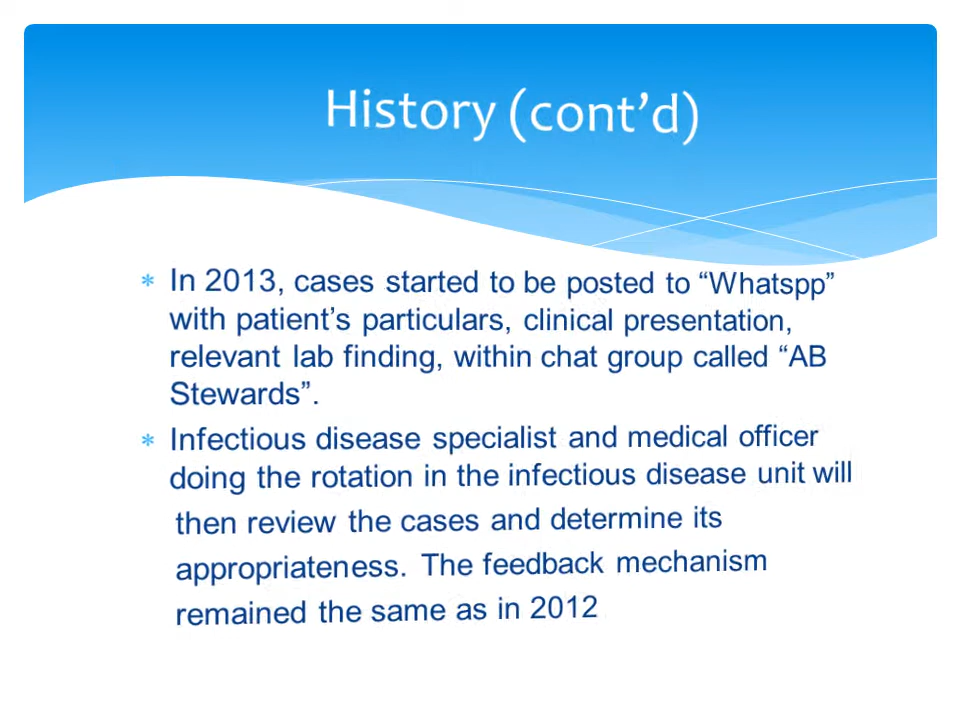 History (cont’d)
∗ In 2013, cases started to be posted to “Whatspp”
with patient’s particulars, clinical presentation,
relevant lab finding, within chat group called “AB
Stewards”.
∗ Infectious disease specialist and medical officer
doing the rotation in the infectious disease unit will
then review the cases and determine its
appropriateness. The feedback mechanism
remained the same as in 2012